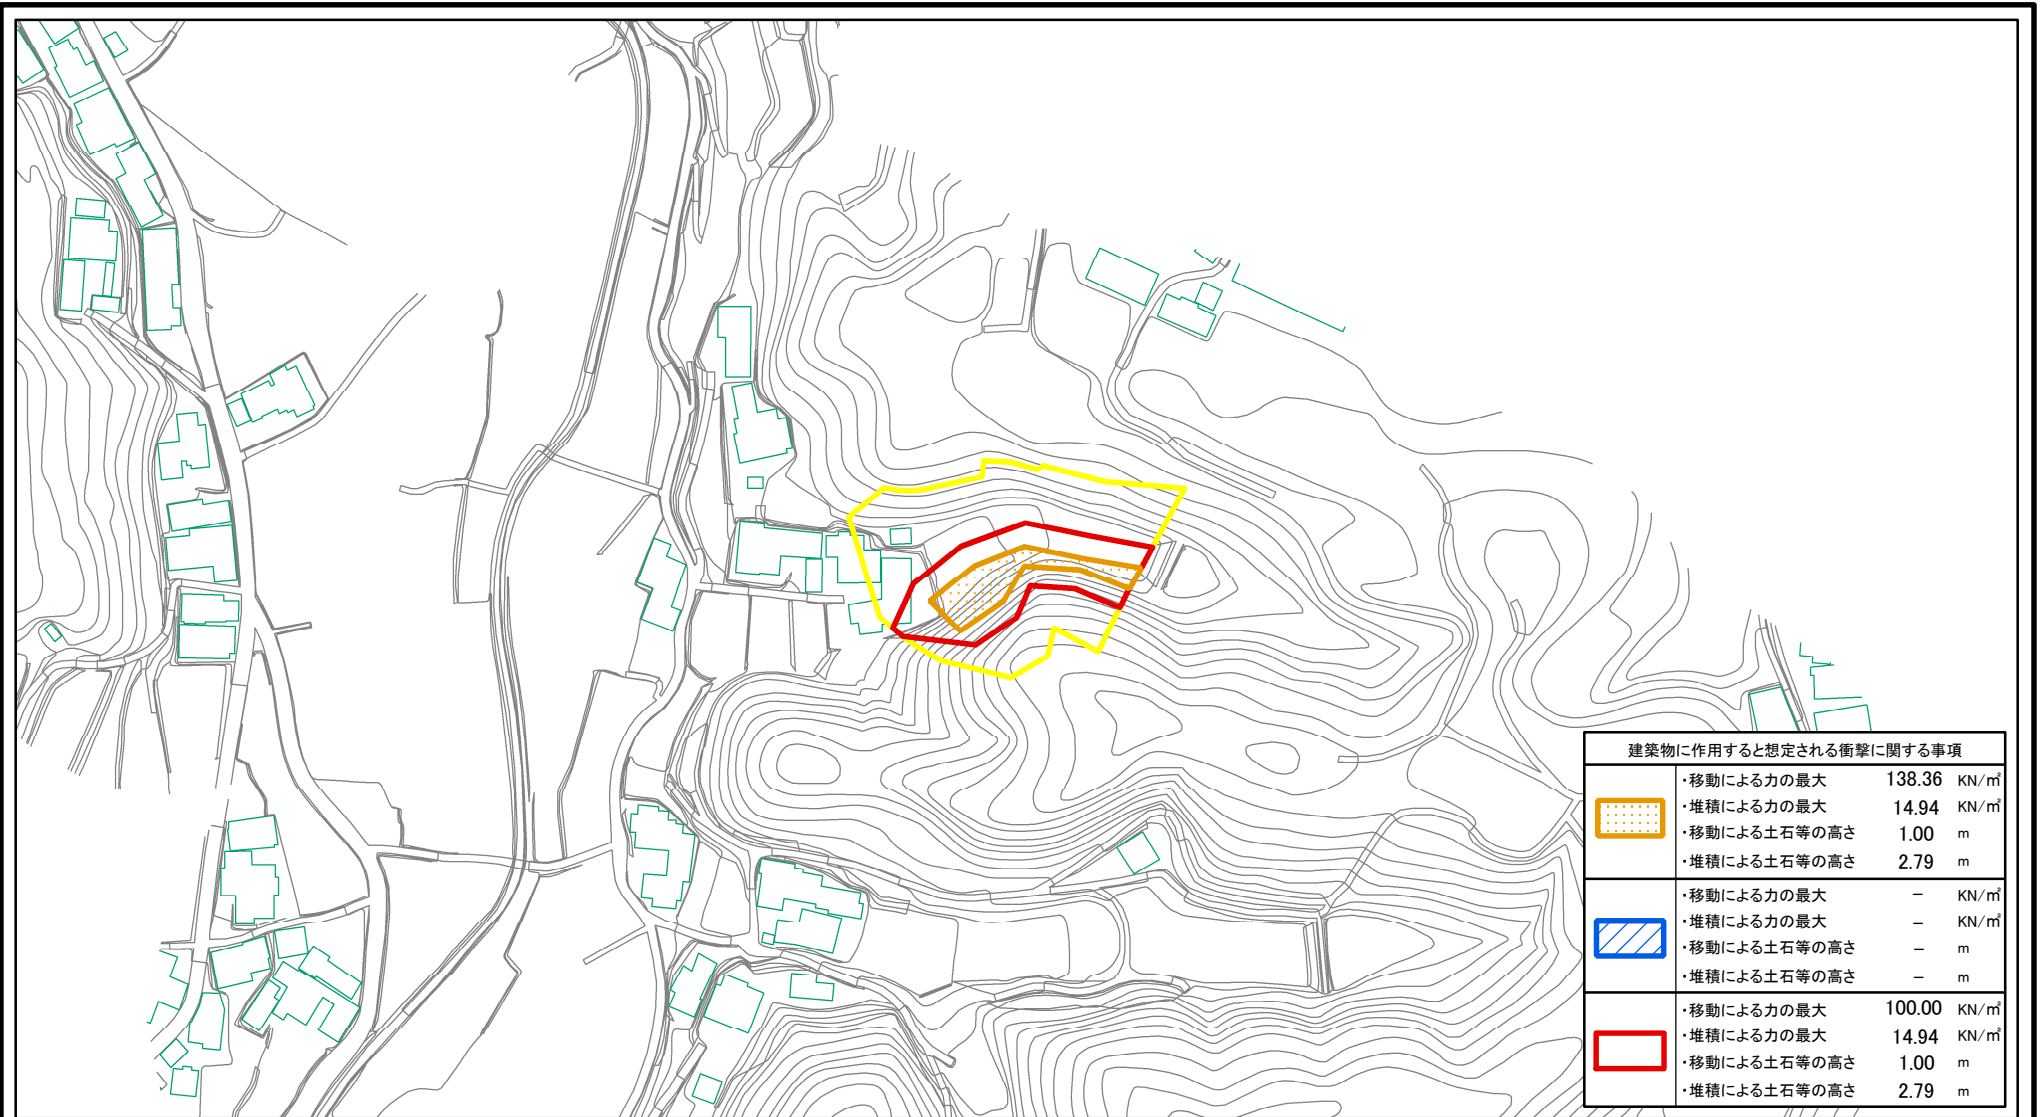 建築物に作用すると想定される衝撃に関する事項
・移動による力の最大 138.36 KN/㎡
・堆積による力の最大 14.94 KN/㎡
・移動による土石等の高さ 1.00 m
・堆積による土石等の高さ 2.79 m
・移動による力の最大 － KN/㎡
・堆積による力の最大 － KN/㎡
・移動による土石等の高さ － m
・堆積による土石等の高さ － m
・移動による力の最大 100.00 KN/㎡
・堆積による力の最大 14.94 KN/㎡
・移動による土石等の高さ 1.00 m
・堆積による土石等の高さ 2.79 m